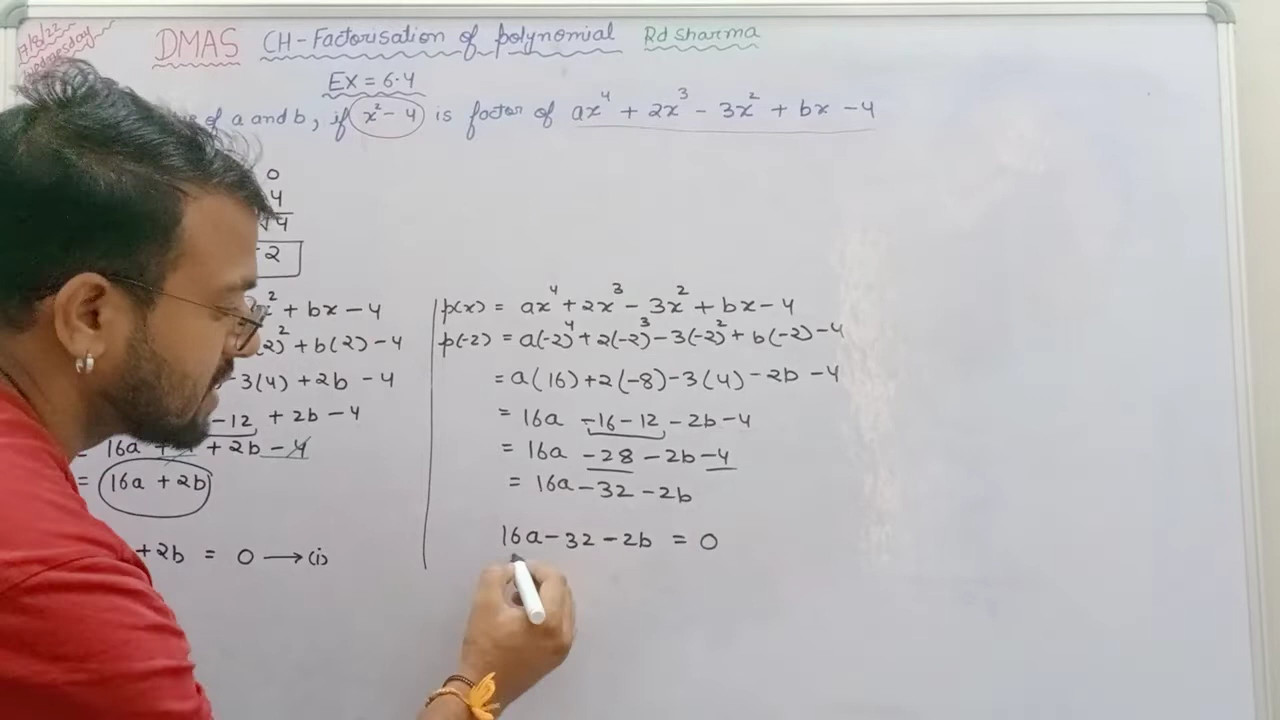 17/8/22
Wednesday
DMAS CH-Factorisation of polynomial Rd Sharma
EX = 6.4
of a and b, if x² - 4 is factor of ax⁴ + 2x³ - 3x² + bx - 4
0
4
√4
2
² + bx - 4
(2)² + b(2) - 4
-3(4) + 2b - 4
-12 + 2b - 4
16a + 4 + 2b - 4
= 16a + 2b
+2b = 0 → (i)
p(x) = ax⁴ + 2x³ - 3x² + bx - 4
p(-2) = a(-2)⁴ + 2(-2)³ - 3(-2)² + b(-2) - 4
= a(16) + 2(-8) - 3(4) - 2b - 4
= 16a - 16 - 12 - 2b - 4
= 16a - 28 - 2b - 4
= 16a - 32 - 2b
16a - 32 - 2b = 0